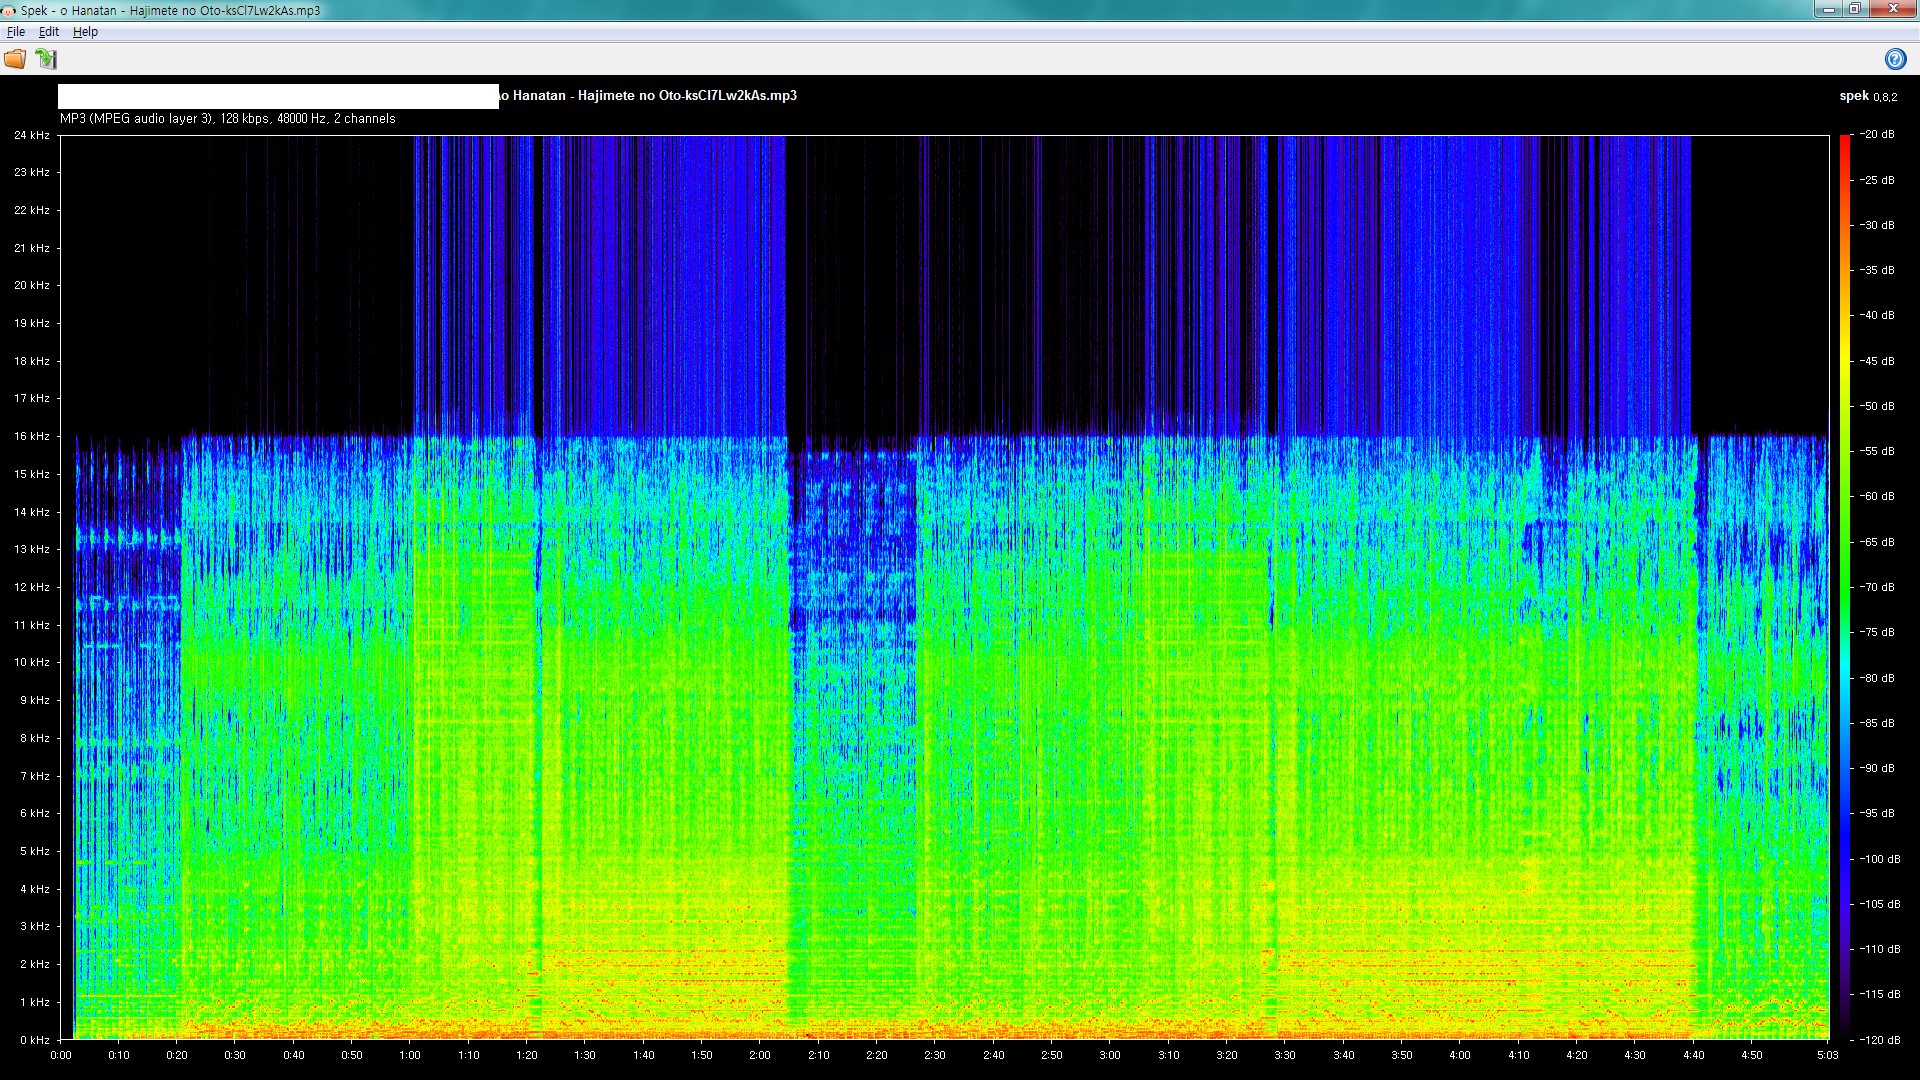 Spek - o Hanatan - Hajimete no Oto-ksCl7Lw2kAs.mp3
File Edit Help
o Hanatan - Hajimete no Oto-ksCl7Lw2kAs.mp3
spek 0,8,2
MP3 (MPEG audio layer 3), 128 kbps, 48000 Hz, 2 channels
24 kHz
23 kHz
22 kHz
21 kHz
20 kHz
19 kHz
18 kHz
17 kHz
16 kHz
15 kHz
14 kHz
13 kHz
12 kHz
11 kHz
10 kHz
9 kHz
8 kHz
7 kHz
6 kHz
5 kHz
4 kHz
3 kHz
2 kHz
1 kHz
0 kHz
-20 dB
-25 dB
-30 dB
-35 dB
-40 dB
-45 dB
-50 dB
-55 dB
-60 dB
-65 dB
-70 dB
-75 dB
-80 dB
-85 dB
-90 dB
-95 dB
-100 dB
-105 dB
-110 dB
-115 dB
-120 dB
0:00 0:10 0:20 0:30 0:40 0:50 1:00 1:10 1:20 1:30 1:40 1:50 2:00 2:10 2:20 2:30 2:40 2:50 3:00 3:10 3:20 3:30 3:40 3:50 4:00 4:10 4:20 4:30 4:40 4:50 5:03